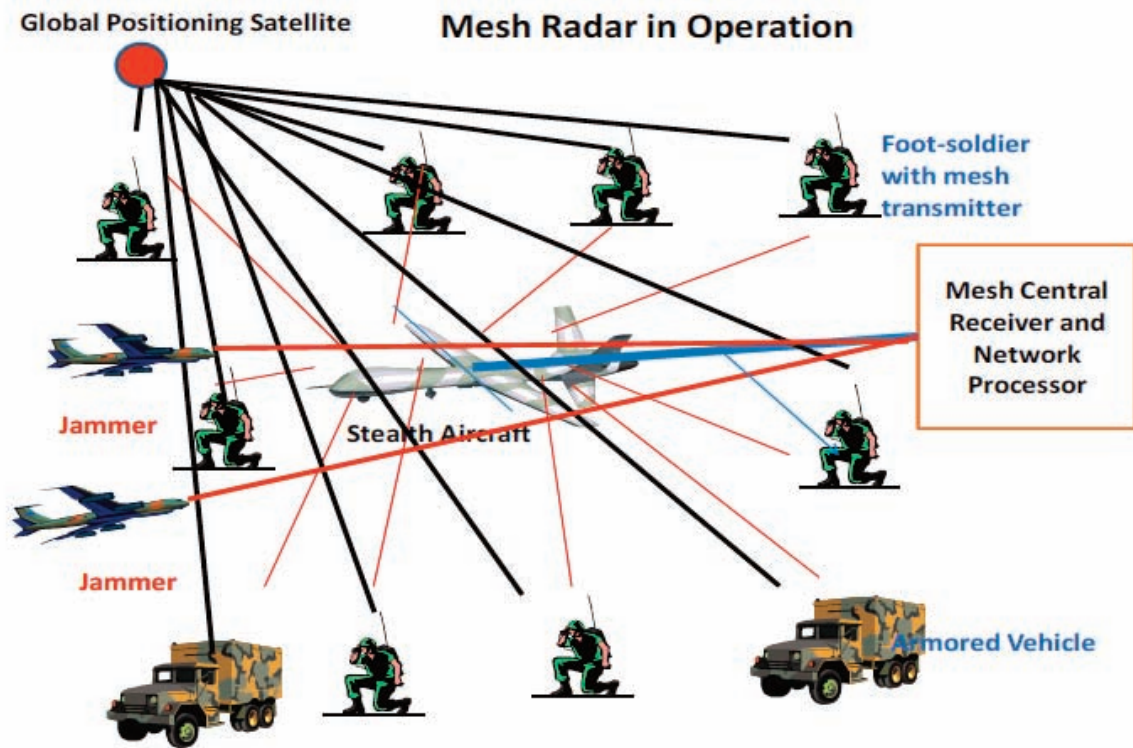 Global Positioning Satellite
Mesh Radar in Operation
Foot-soldier
with mesh
transmitter
Mesh Central
Receiver and
Network
Processor
Jammer
Stealth Aircraft
Jammer
Armored Vehicle